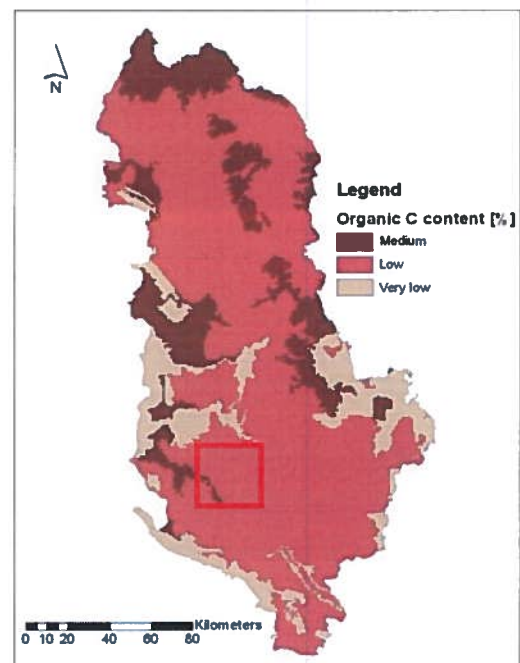 N
Legend
Organic C content [%]
Medium
Low
Very low
Kilometers
0 10 20 40 60 80